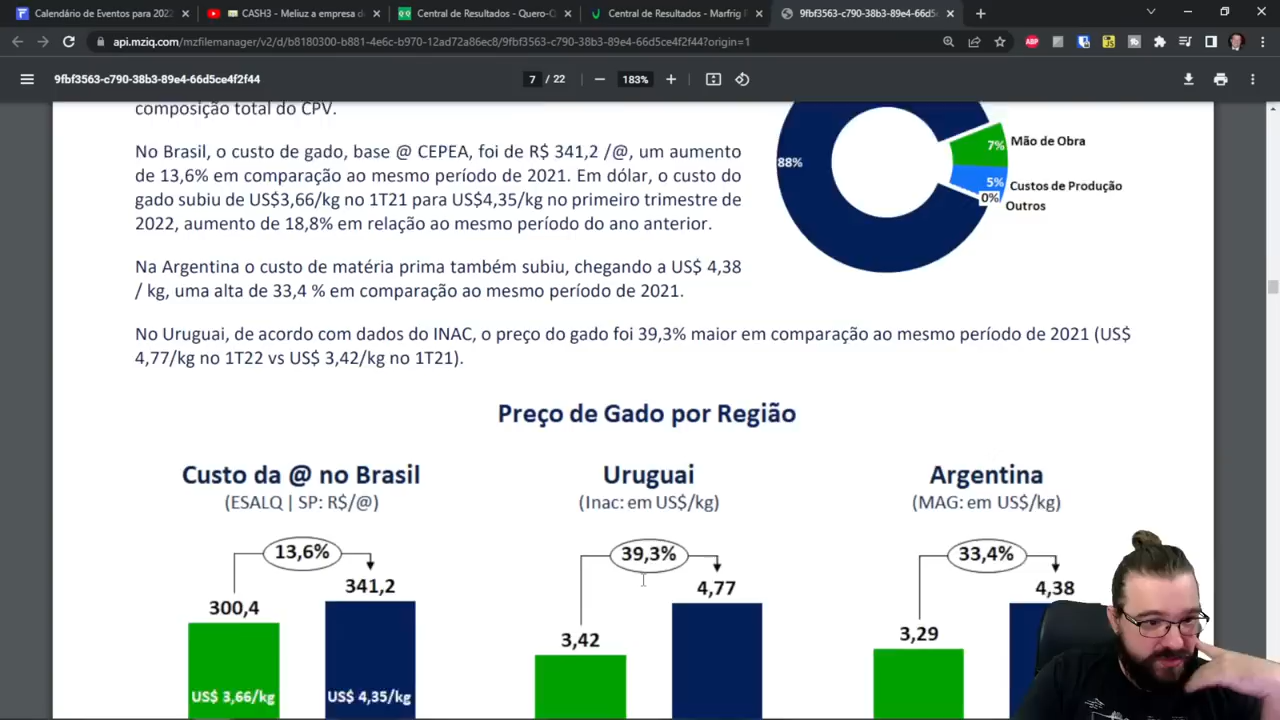 Calendário de Eventos para 2022
CASH3 - Meliuz a empresa d
Central de Resultados - Quero-Q
Central de Resultados - Marfrig F
9fbf3563-c790-38b3-89e4-66d5c
api.mziq.com/mzfilemanager/v2/d/b8180300-b881-4e6c-b970-12ad72a86ec8/9fbf3563-c790-38b3-89e4-66d5ce4f2f44?origin=1
9fbf3563-c790-38b3-89e4-66d5ce4f2f44
7 / 22
183%
composição total do CPV.
No Brasil, o custo de gado, base @ CEPEA, foi de R$ 341,2 /@, um aumento
de 13,6% em comparação ao mesmo período de 2021. Em dólar, o custo do
gado subiu de US$3,66/kg no 1T21 para US$4,35/kg no primeiro trimestre de
2022, aumento de 18,8% em relação ao mesmo período do ano anterior.
88%
7%
Mão de Obra
5%
Custos de Produção
0%
Outros
Na Argentina o custo de matéria prima também subiu, chegando a US$ 4,38
/ kg, uma alta de 33,4 % em comparação ao mesmo período de 2021.
No Uruguai, de acordo com dados do INAC, o preço do gado foi 39,3% maior em comparação ao mesmo período de 2021 (US$
4,77/kg no 1T22 vs US$ 3,42/kg no 1T21).
Preço de Gado por Região
Custo da @ no Brasil
(ESALQ | SP: R$/@)
13,6%
300,4
341,2
US$ 3,66/kg
US$ 4,35/kg
Uruguai
(Inac: em US$/kg)
39,3%
3,42
4,77
Argentina
(MAG: em US$/kg)
33,4%
3,29
4,38